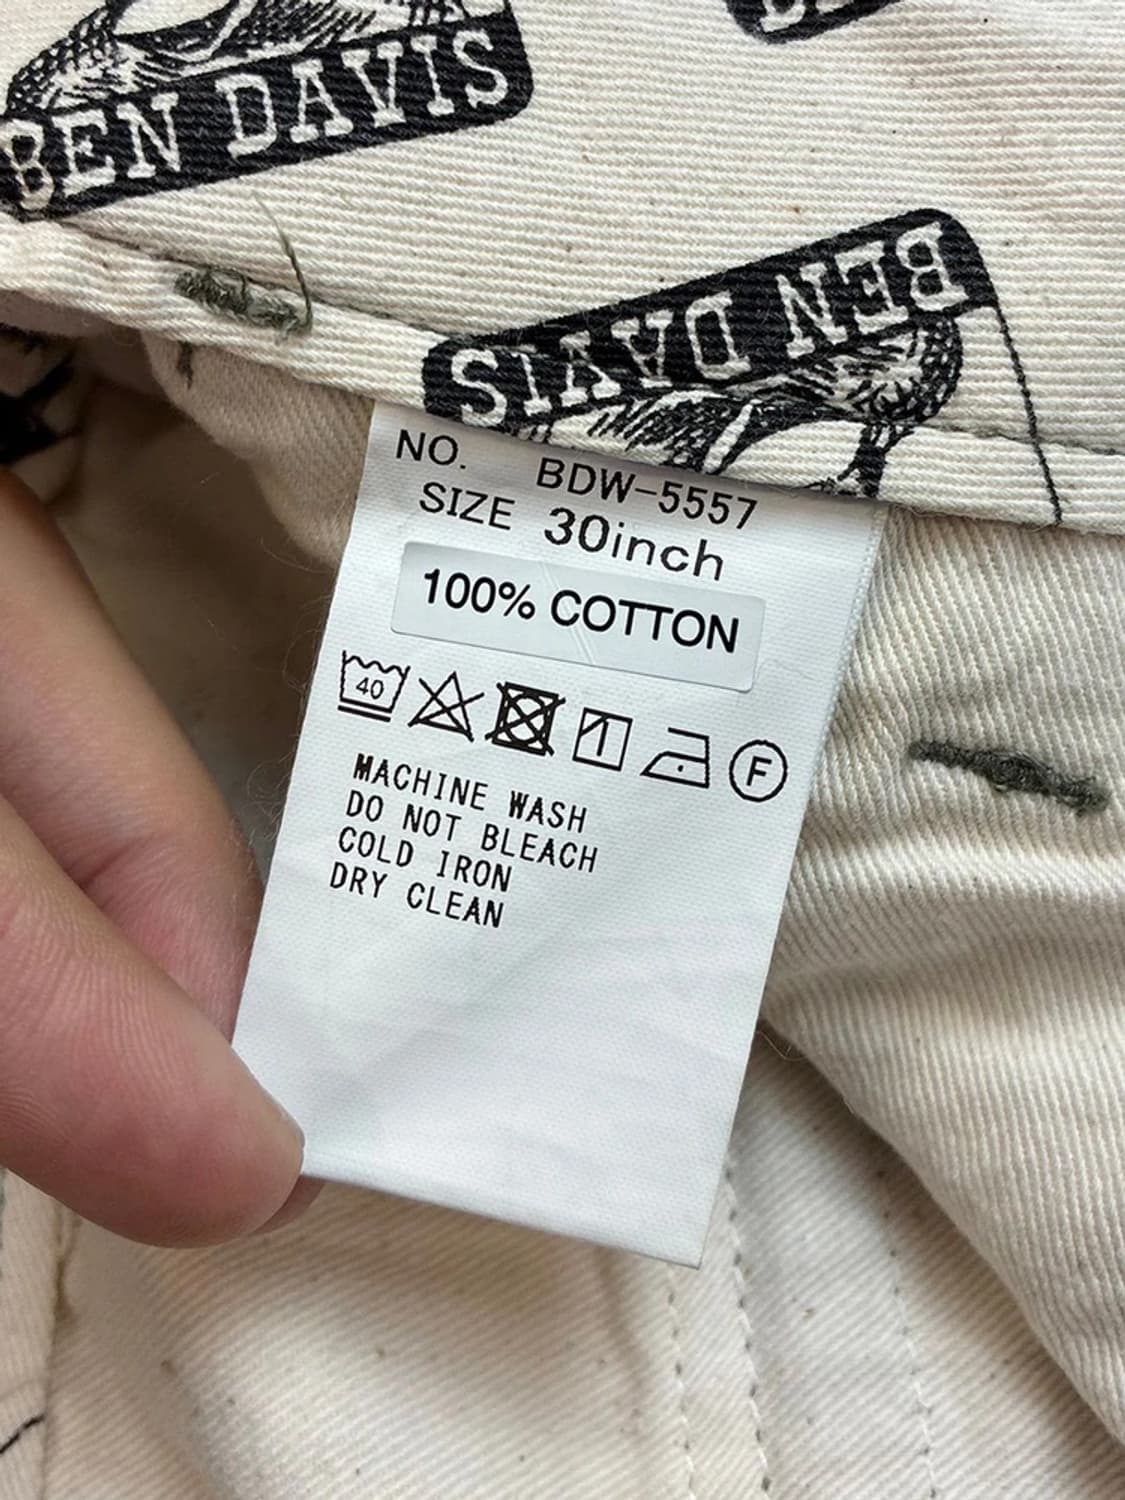 BEN DAVIS
BEN DAVIS
NO. BDW-5557
SIZE 30inch
100% COTTON
40
F
MACHINE WASH
DO NOT BLEACH
COLD IRON
DRY CLEAN